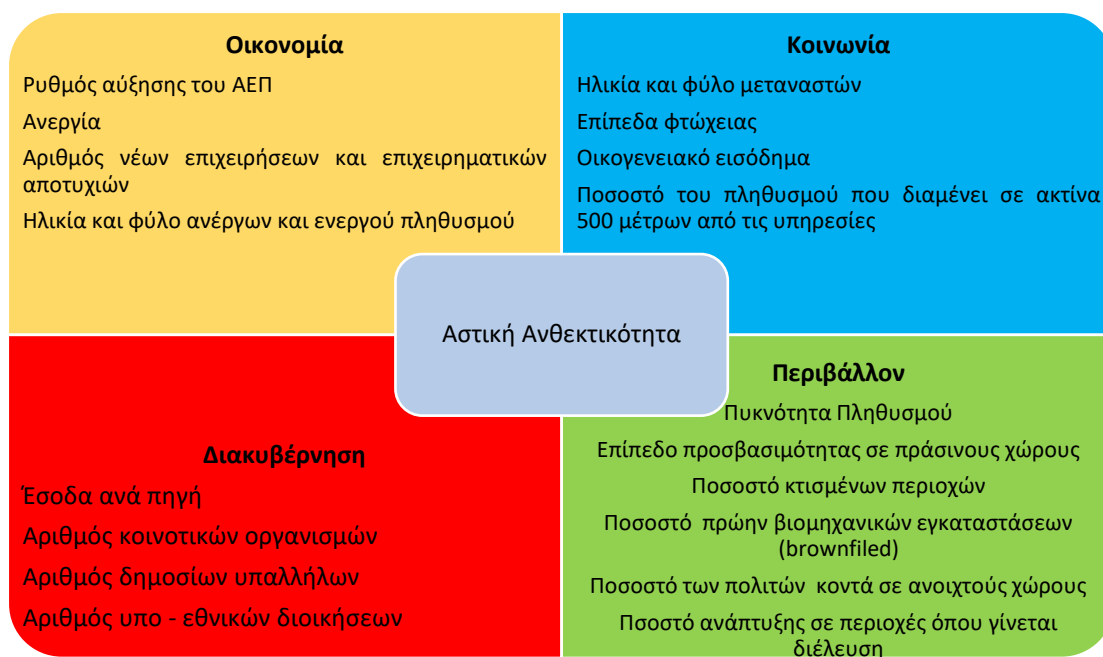 Οικονομία
Ρυθμός αύξησης του ΑΕΠ
Ανεργία
Αριθμός νέων επιχειρήσεων και επιχειρηματικών
αποτυχιών
Ηλικία και φύλο ανέργων και ενεργού πληθυσμού
Κοινωνία
Ηλικία και φύλο μεταναστών
Επίπεδα φτώχειας
Οικογενειακό εισόδημα
Ποσοστό του πληθυσμού που διαμένει σε ακτίνα
500 μέτρων από τις υπηρεσίες
Αστική Ανθεκτικότητα
Διακυβέρνηση
Έσοδα ανά πηγή
Αριθμός κοινοτικών οργανισμών
Αριθμός δημοσίων υπαλλήλων
Αριθμός υπο - εθνικών διοικήσεων
Περιβάλλον
Πυκνότητα Πληθυσμού
Επίπεδο προσβασιμότητας σε πράσινους χώρους
Ποσοστό κτισμένων περιοχών
Ποσοστό πρώην βιομηχανικών εγκαταστάσεων
(brownfiled)
Ποσοστό των πολιτών κοντά σε ανοιχτούς χώρους
Πσοστό ανάπτυξης σε περιοχές όπου γίνεται
διέλευση